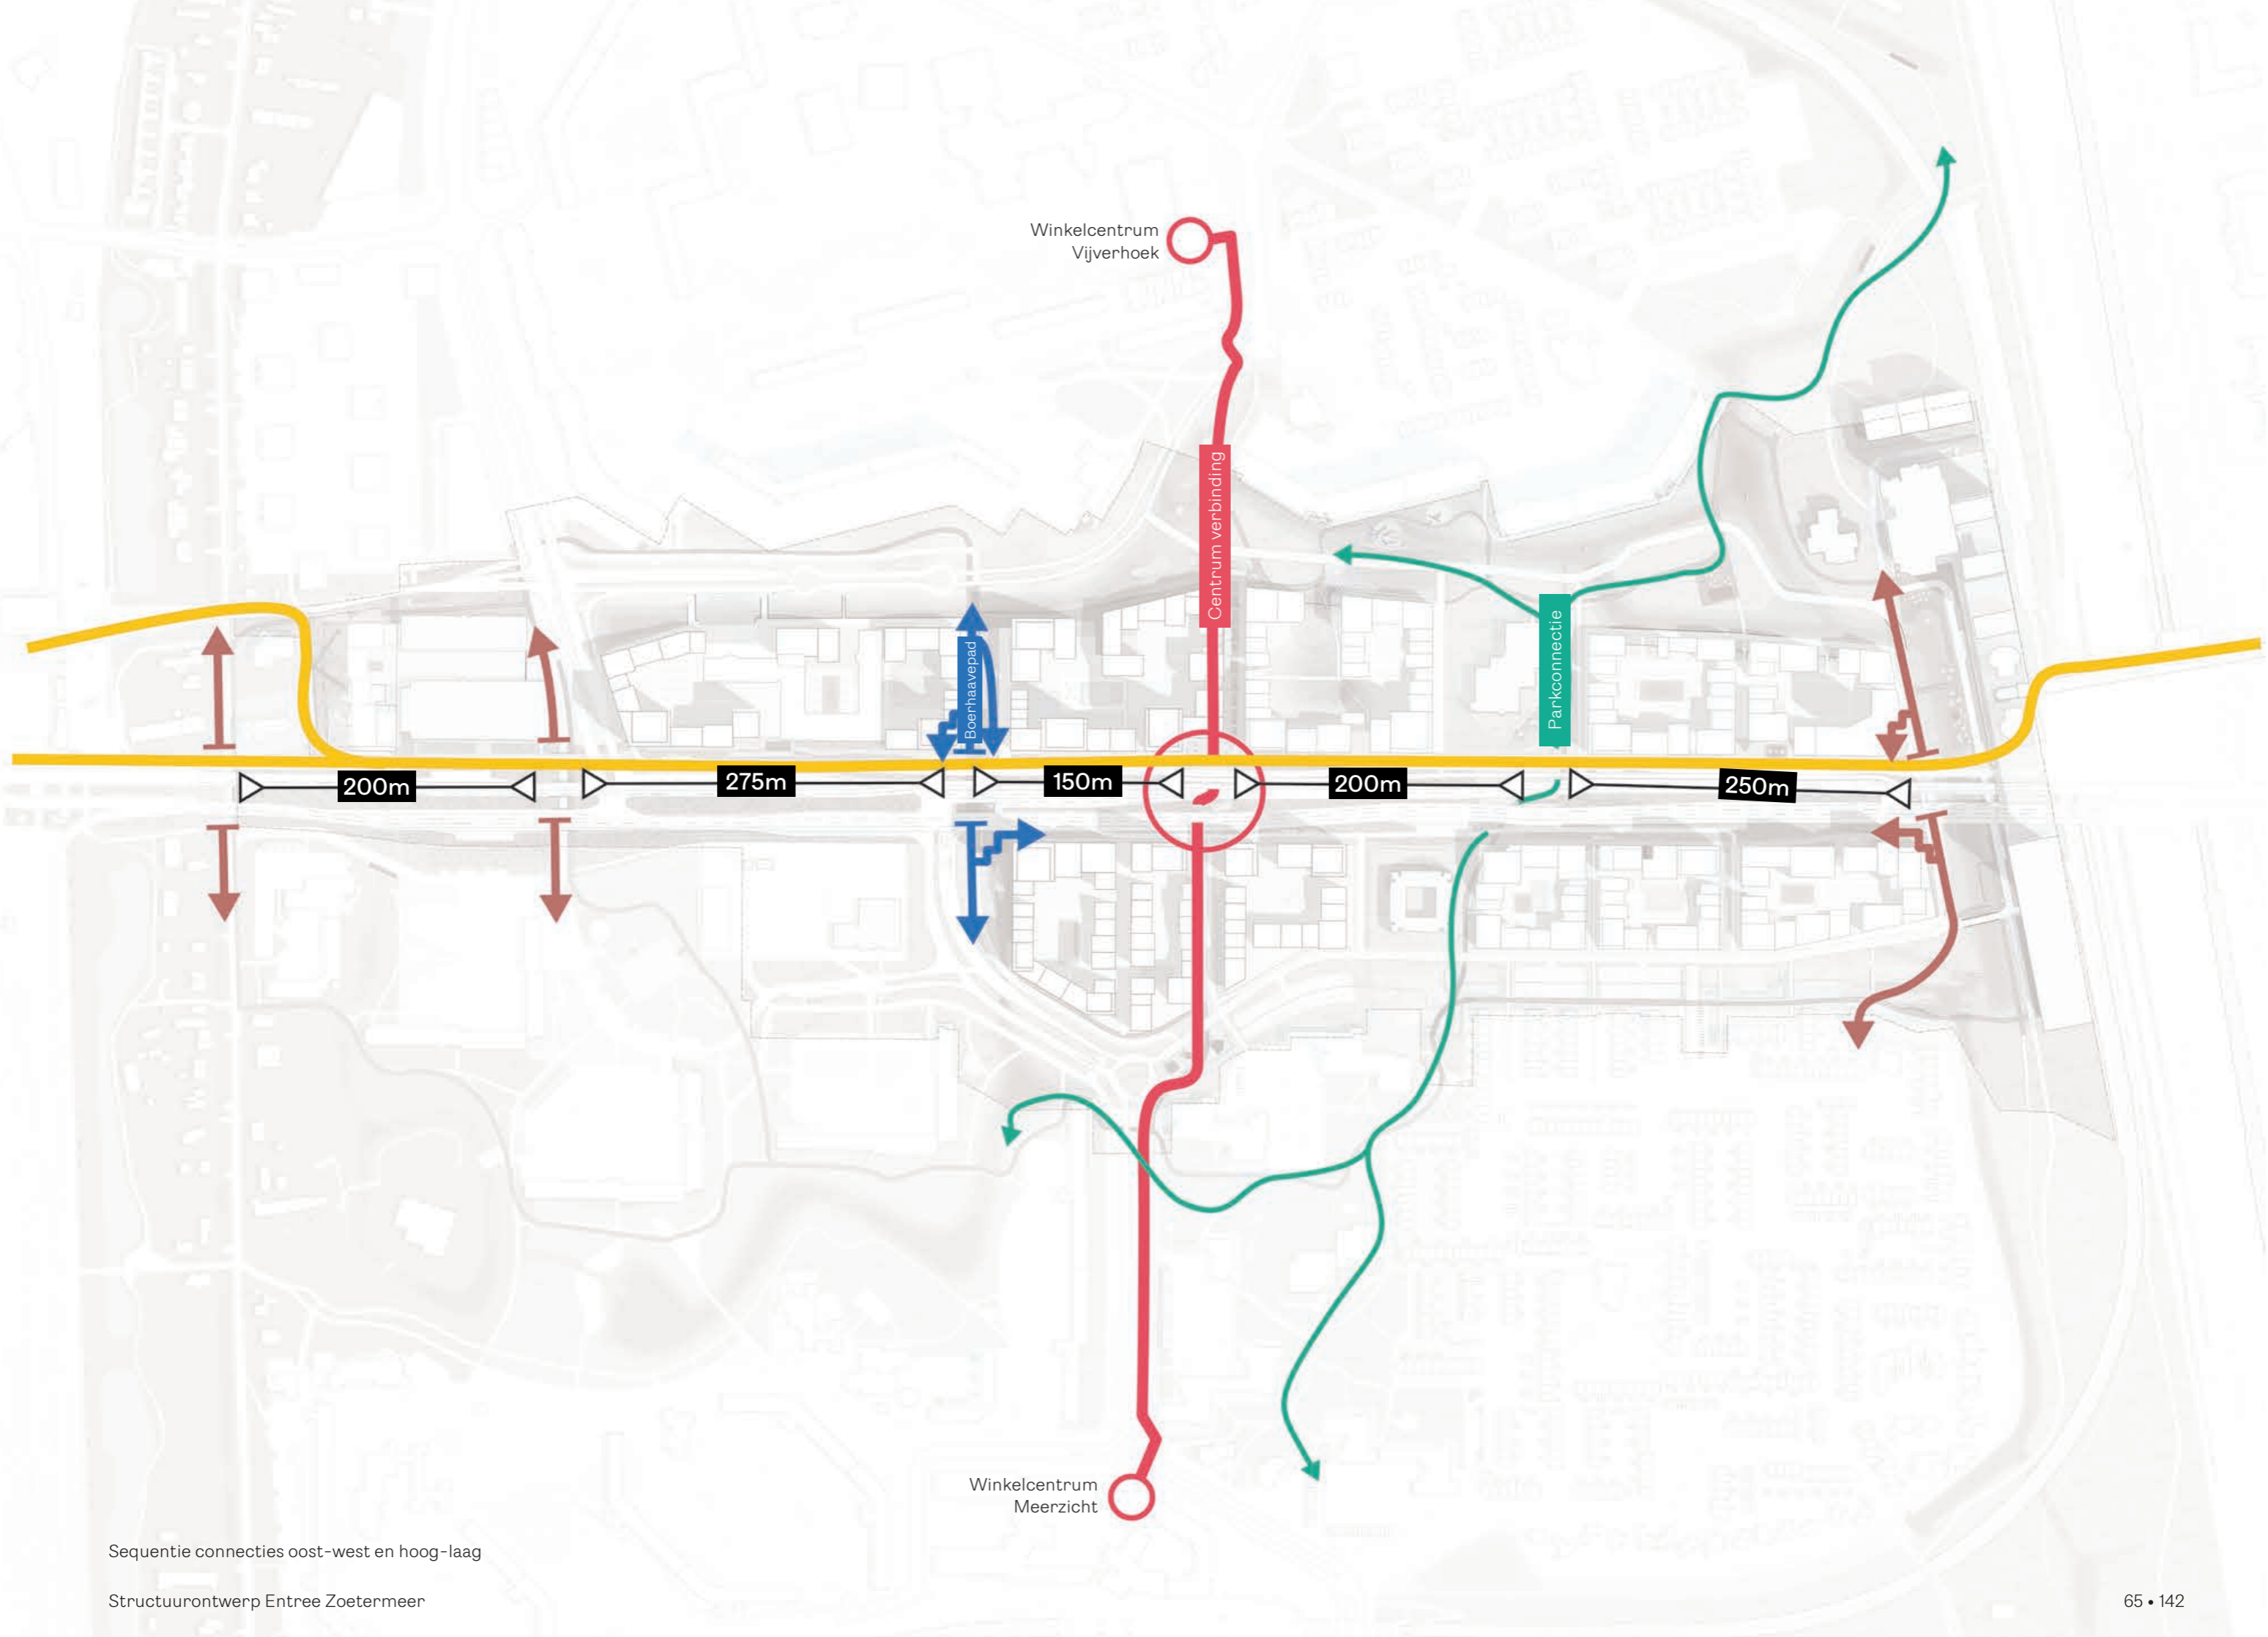 Winkelcentrum
Vijverhoek
Centrum verbinding
Boerhaavepad
Parkconnectie
200m
275m
150m
200m
250m
Winkelcentrum
Meerzicht
Sequentie connecties oost-west en hoog-laag
Structuurontwerp Entree Zoetermeer
65 • 142